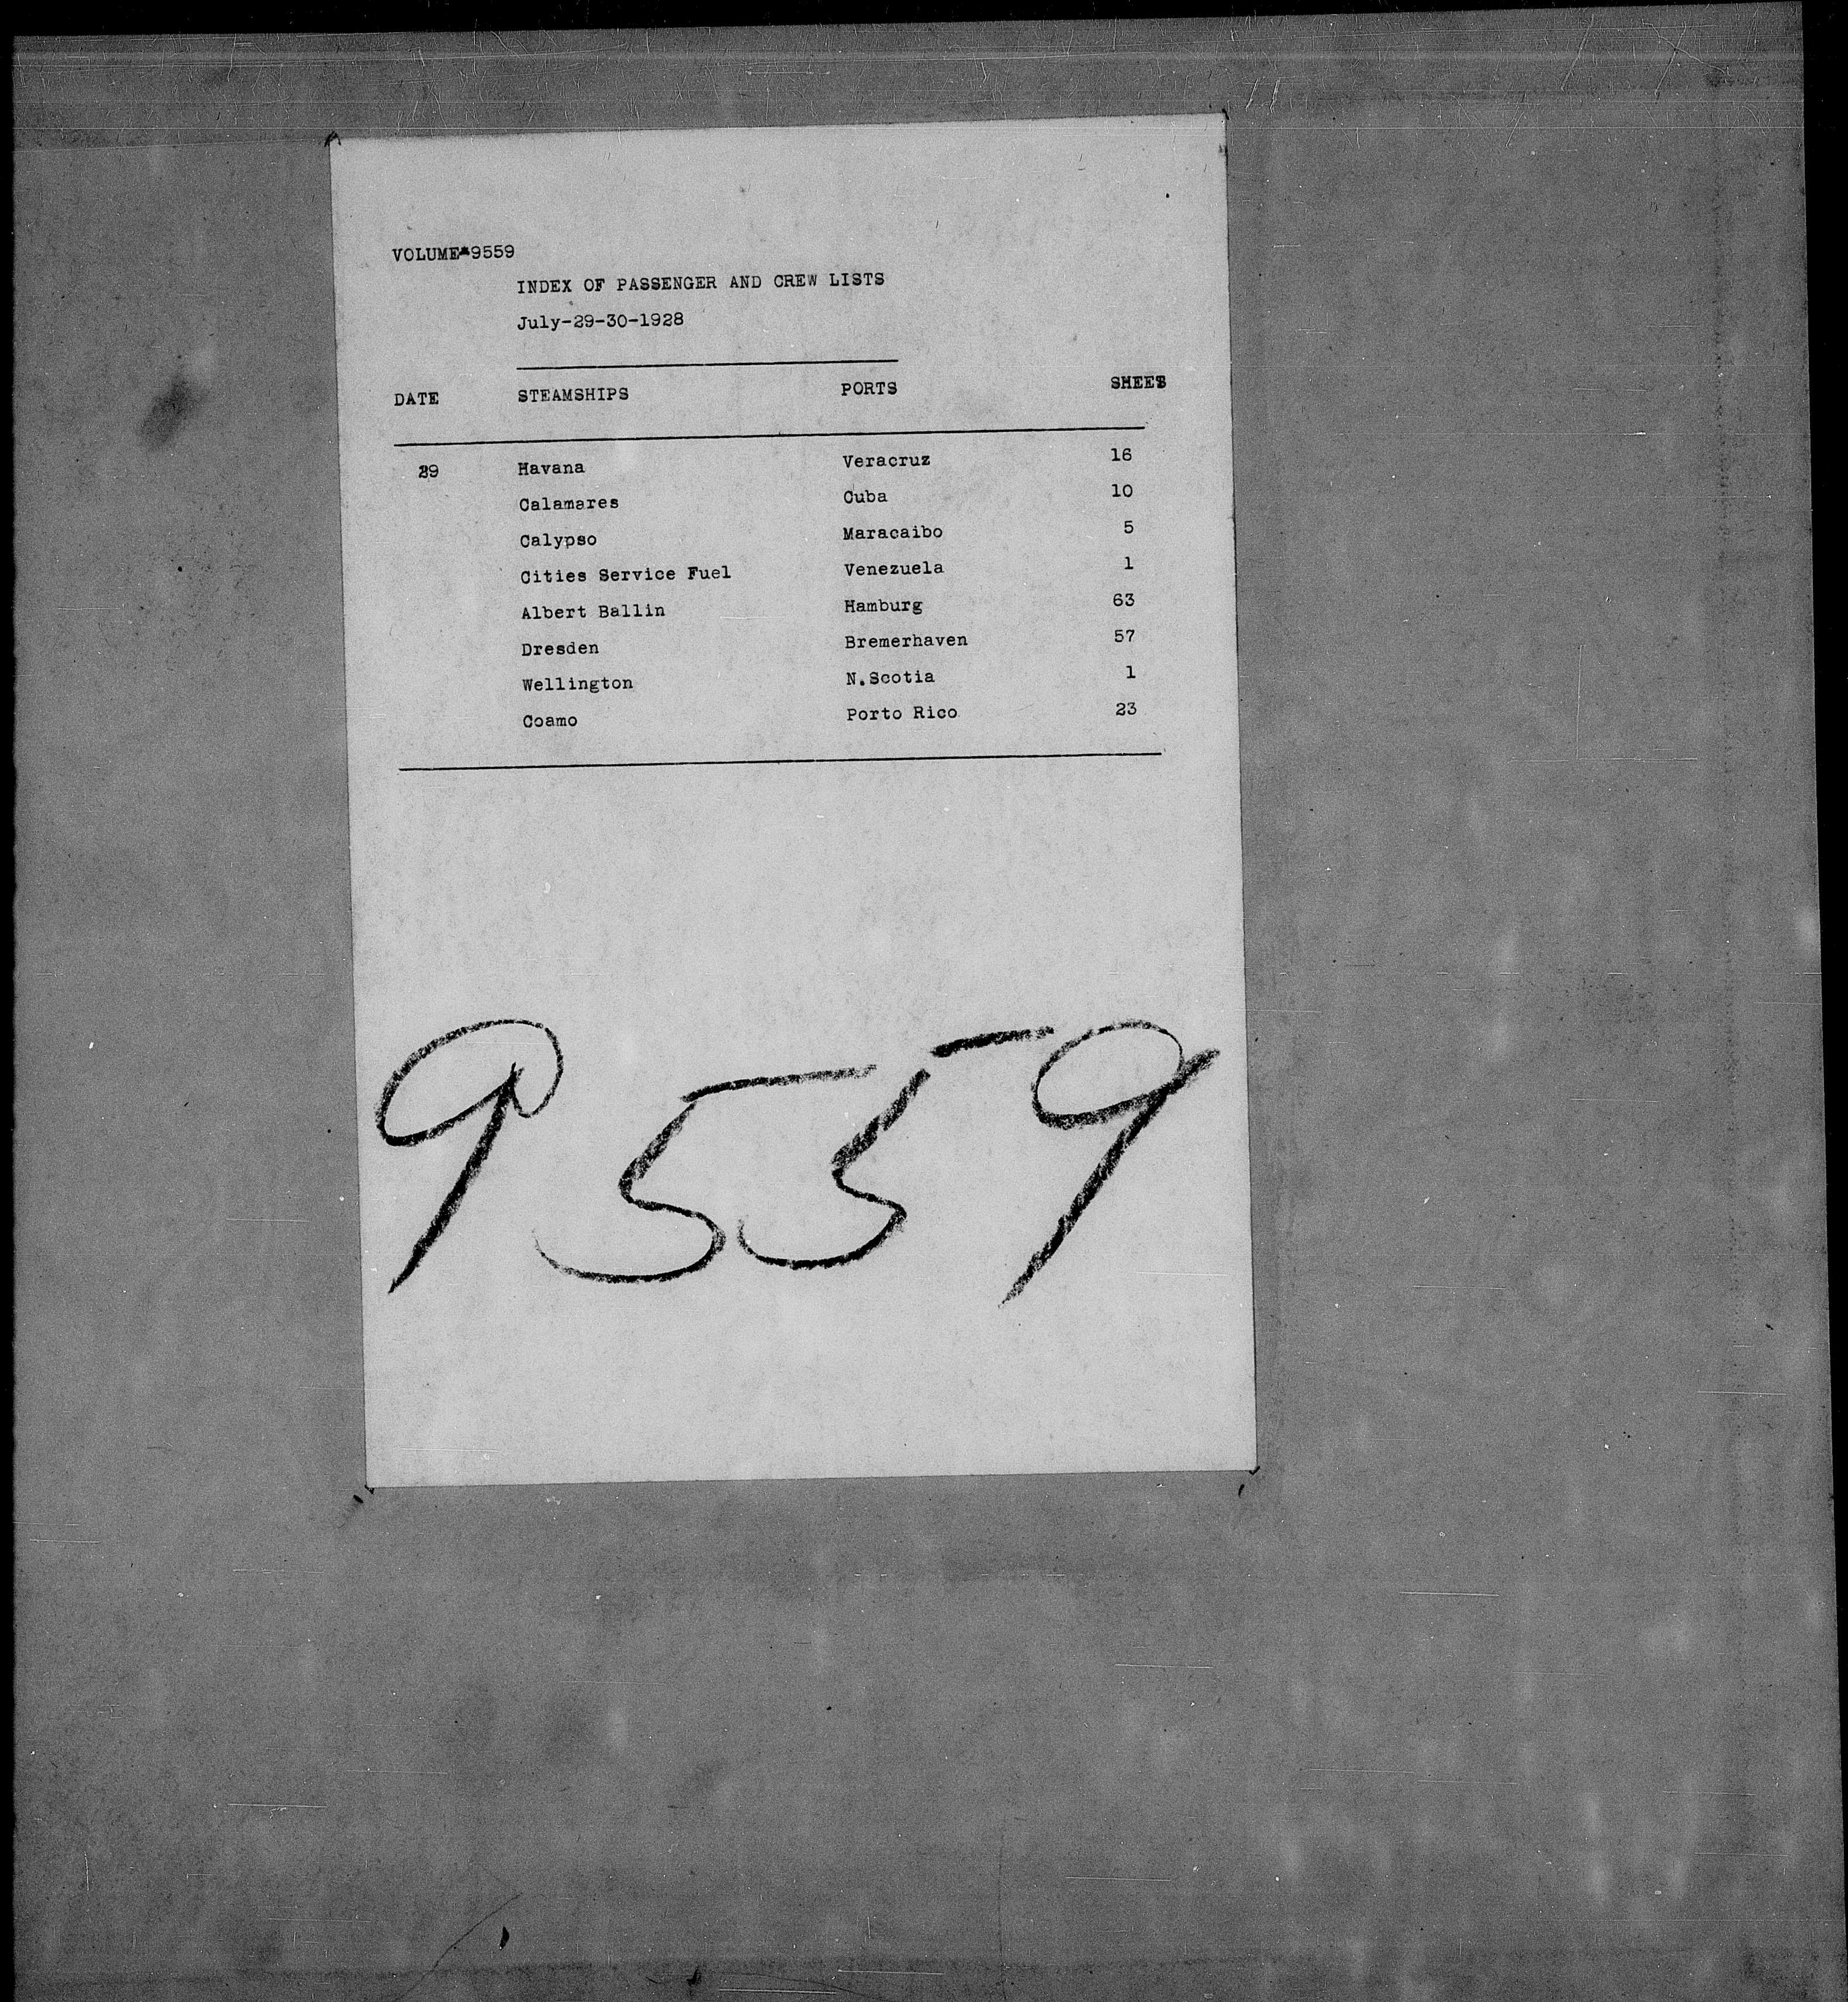 VOLUME-9559
INDEX OF PASSENGER AND CREW LISTS
July-29-30-1928
DATE STEAMSHIPS PORTS SHEETS
29 Havana Veracruz 16
Calamares Cuba 10
Calypso Maracaibo 5
Cities Service Fuel Venezuela 1
Albert Ballin Hamburg 63
Dresden Bremerhaven 57
Wellington N.Scotia 1
Coamo Porto Rico 23
9559